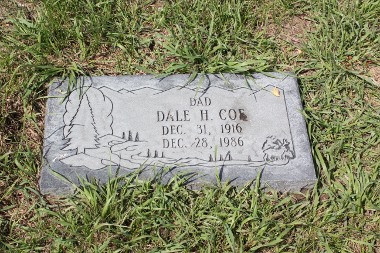 DAD
DALE H. COE
DEC. 31, 1916
DEC. 28, 1986